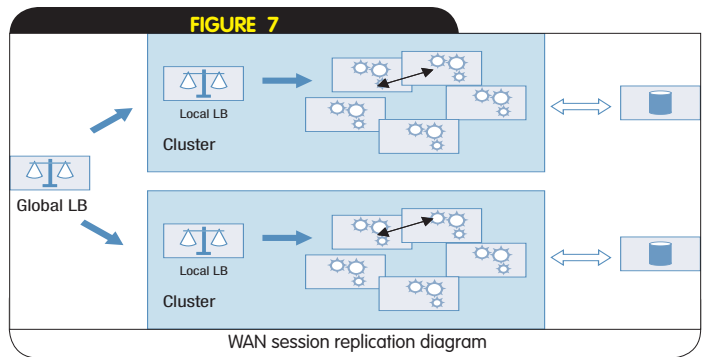 FIGURE 7
Local LB
Cluster
Global LB
Local LB
Cluster
WAN session replication diagram